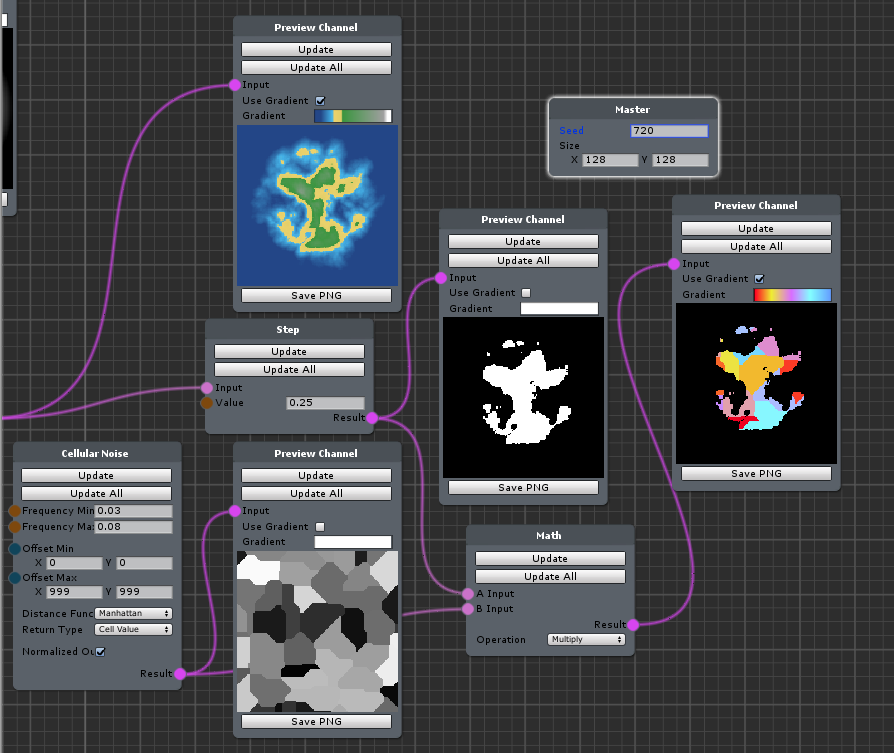 Preview Channel
Update
Update All
Input
Use Gradient
Gradient
Save PNG
Master
Seed 720
Size
X 128 Y 128
Preview Channel
Update
Update All
Input
Use Gradient
Gradient
Save PNG
Preview Channel
Update
Update All
Input
Use Gradient
Gradient
Save PNG
Step
Update
Update All
Input
Value 0.25
Result
Cellular Noise
Update
Update All
Frequency Min 0.03
Frequency Ma: 0.08
Offset Min
X 0 Y 0
Offset Max
X 999 Y 999
Distance Func Manhattan
Return Type Cell Value
Normalized Ou
Result
Preview Channel
Update
Update All
Input
Use Gradient
Gradient
Save PNG
Math
Update
Update All
A Input
B Input
Result
Operation Multiply